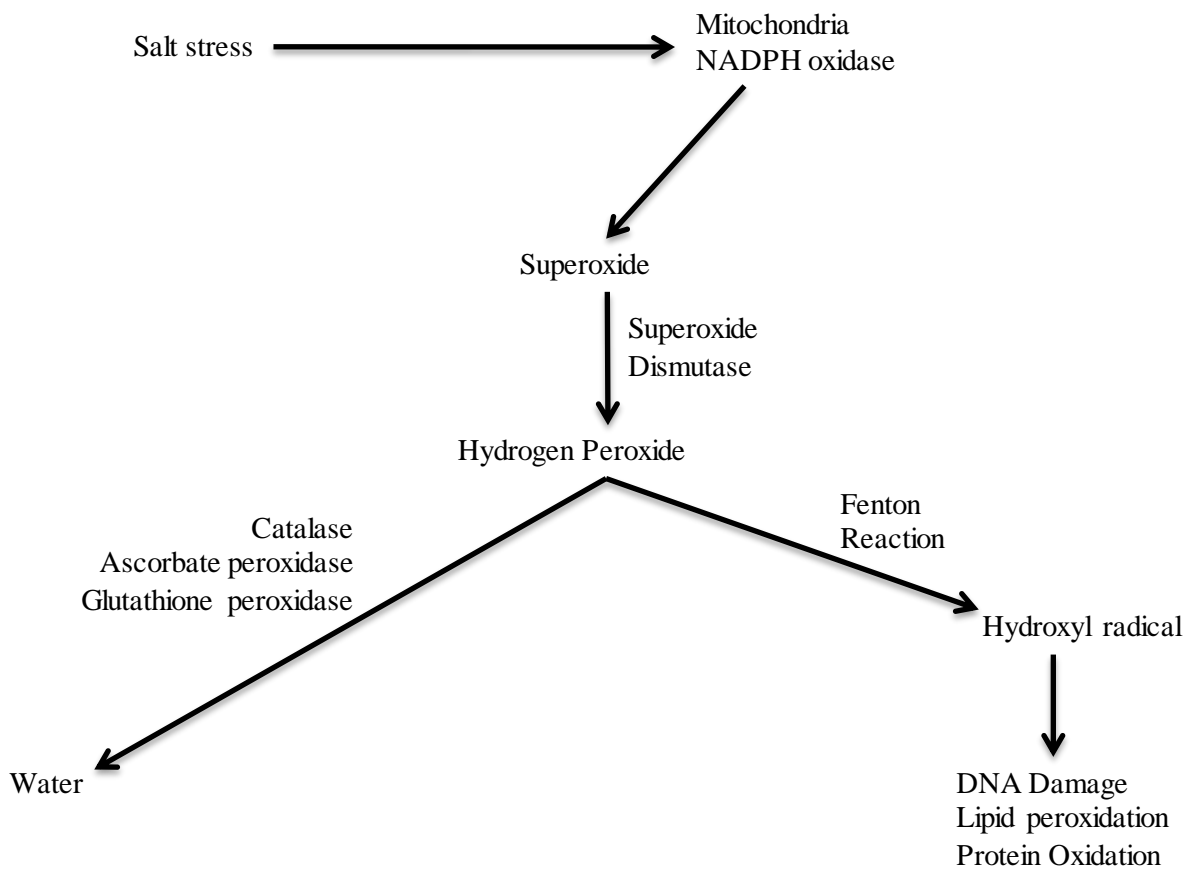 Salt stress
Mitochondria
NADPH oxidase
Superoxide
Superoxide
Dismutase
Hydrogen Peroxide
Catalase
Ascorbate peroxidase
Glutathione peroxidase
Fenton
Reaction
Hydroxyl radical
Water
DNA Damage
Lipid peroxidation
Protein Oxidation